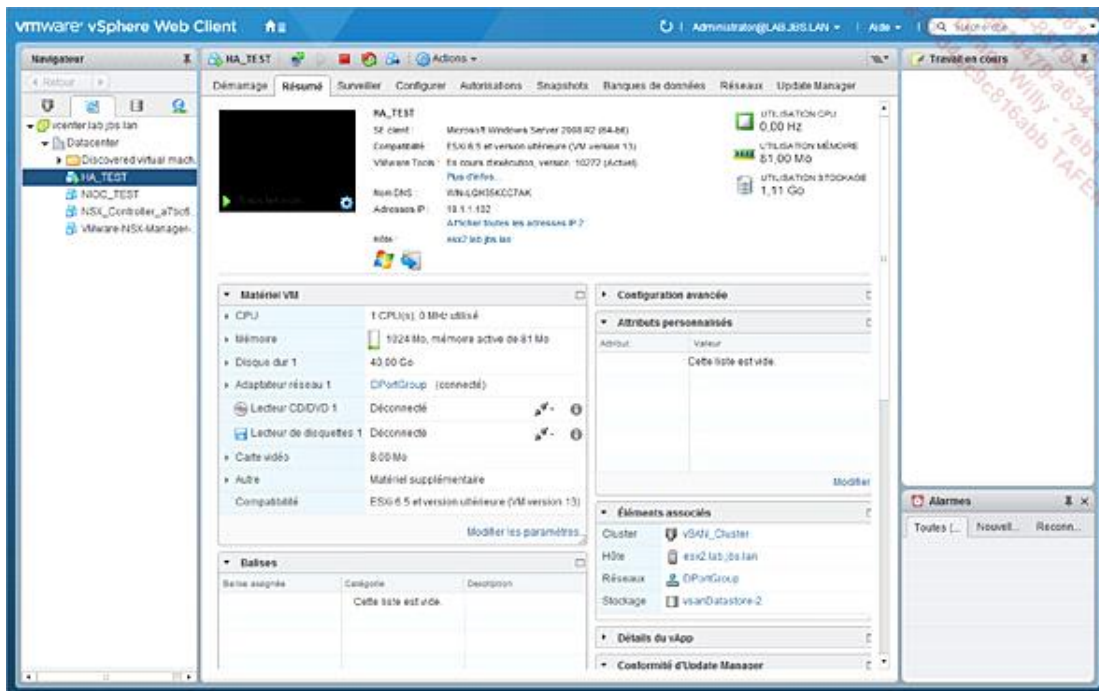 vmware® vSphere Web Client
Administrator@LAB.JBS.LAN
Aide
Navigateur
HA_TEST
Actions
Travail en cours
Retour
Démarrage Résumé Surveiller Configurer Autorisations Snapshots Banques de données Réseaux Update Manager
vcenter.lab.jbs.lan
Datacenter
Discovered virtual mach
HA_TEST
NIOC_TEST
NSX_Controller_
VMware-NSX-Manager-
HA_TEST
SE client : Microsoft Windows Server 2008 R2 (64-bit)
Compatibilité : ESXi 6.5 et version ultérieure (VM version 13)
VMware Tools : En cours d'exécution, version: 10272 (Actuel)
Plus d'infos...
Nom DNS :
Adresses IP : 10.1.1.102
Afficher toutes les adresses IP 2
Hôte : esx2.lab.jbs.lan
UTILISATION CPU
0,00 Hz
UTILISATION MÉMOIRE
81,00 Mo
UTILISATION STOCKAGE
1,11 Go
Matériel VM
CPU 1 CPU(s), 0 MHz utilisé
Mémoire 1024 Mo, mémoire active de 81 Mo
Disque dur 1 40,00 Go
Adaptateur réseau 1 DPortGroup (connecté)
Lecteur CD/DVD 1 Déconnecté
Lecteur de disquettes 1 Déconnecté
Carte vidéo 8,00 Mo
Autre Matériel supplémentaire
Compatibilité ESXi 6.5 et version ultérieure (VM version 13)
Modifier les paramètres...
Balises
Balise assignée Catégorie Description
Cette liste est vide.
Configuration avancée
Attributs personnalisés
Attribut Valeur
Cette liste est vide.
Modifier
Éléments associés
Cluster vSAN_Cluster
Hôte esx2.lab.jbs.lan
Réseaux DPortGroup
Stockage vsanDatastore-2
Détails du vApp
Conformité d'Update Manager
Alarmes
Toutes (... Nouvell... Reconn...